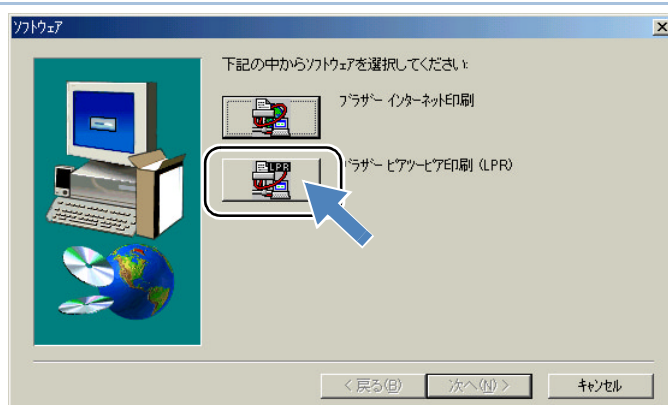 ソフトウェア
下記の中からソフトウェアを選択してください:
ブラザー インターネット印刷
LPR
ブラザー ピアツーピア印刷 (LPR)
< 戻る(B)
次へ(N) >
キャンセル